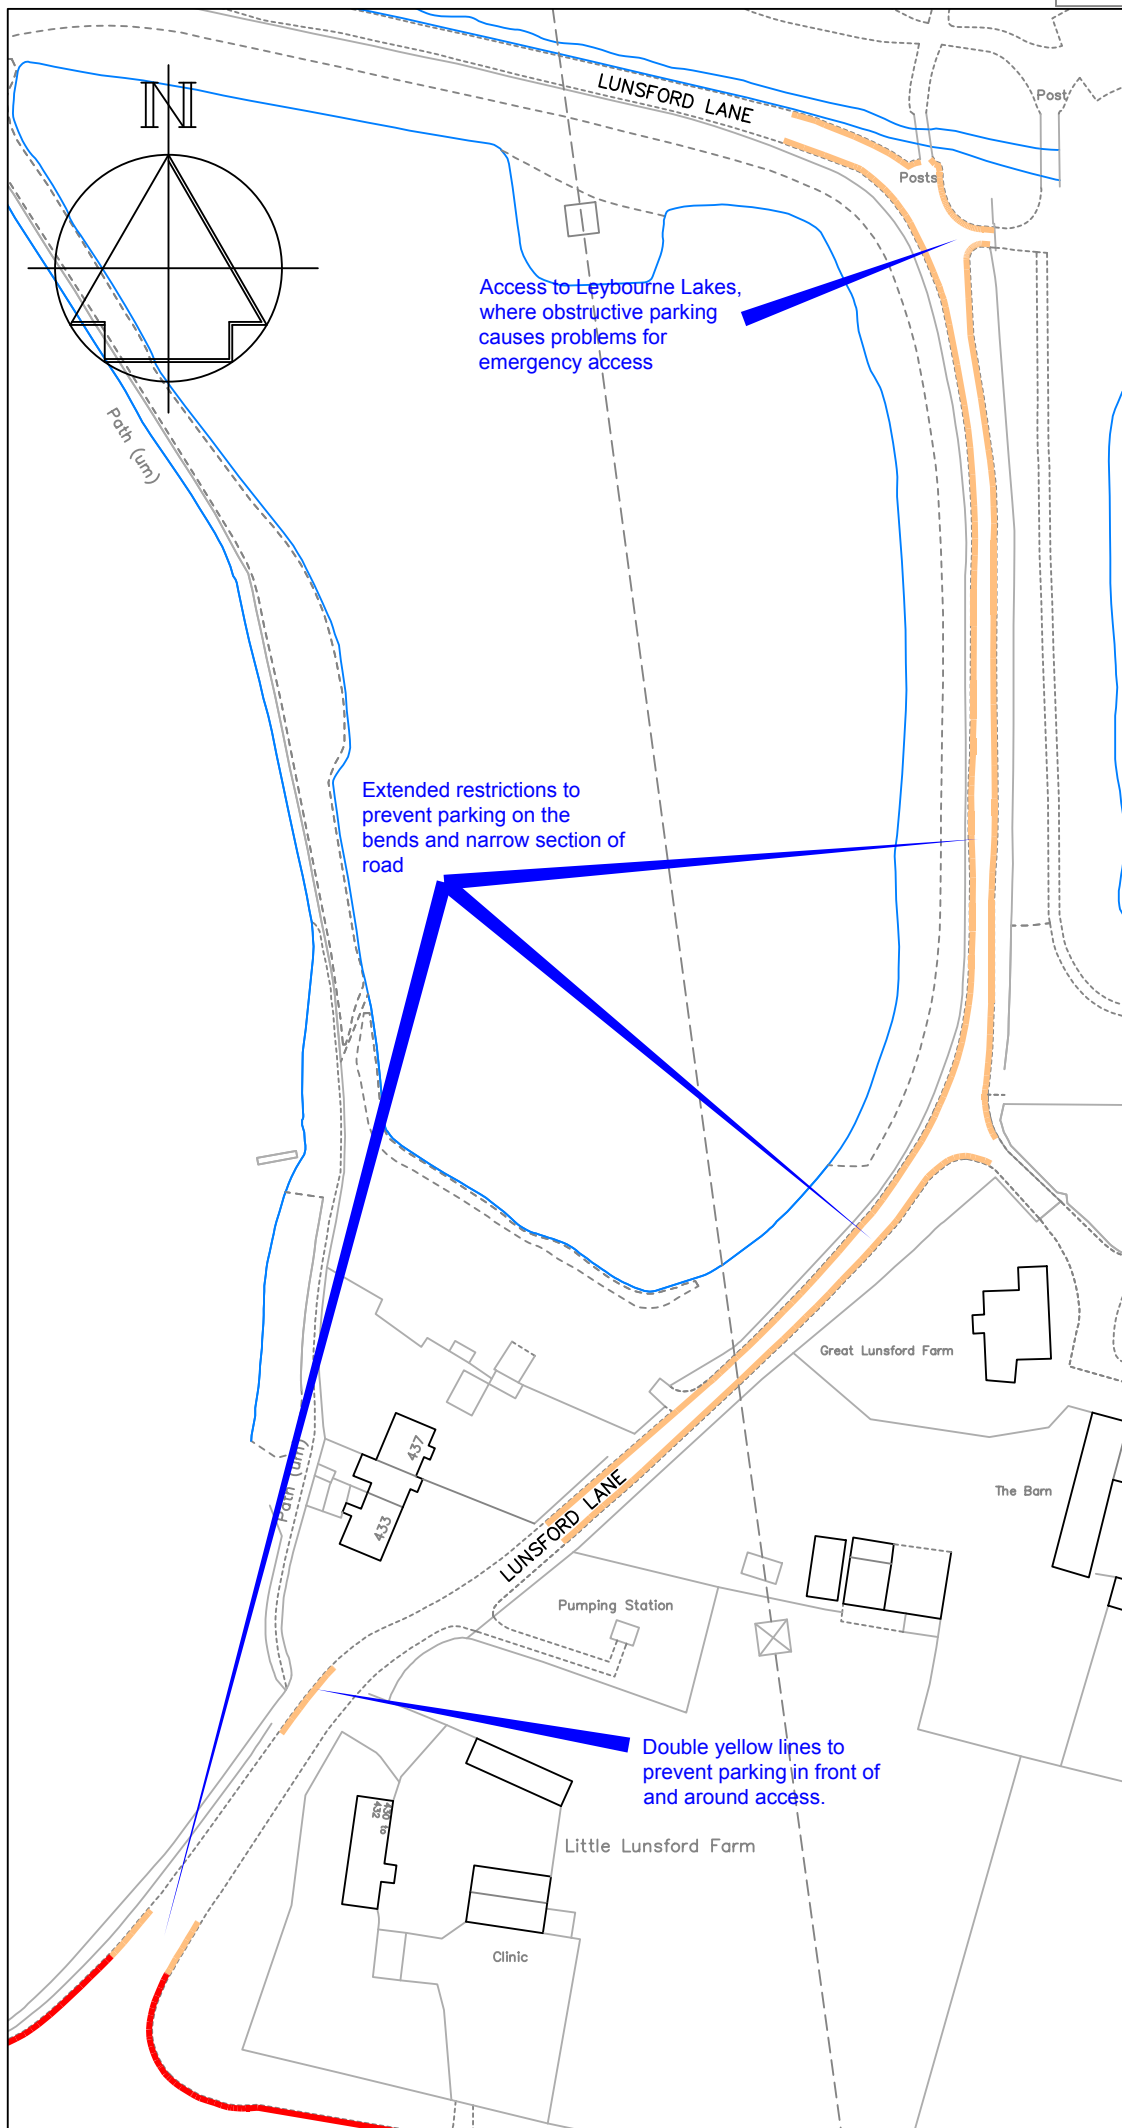 LUNSFORD LANE
Post
Posts
N
Access to Leybourne Lakes,
where obstructive parking
causes problems for
emergency access
Path (um)
Extended restrictions to
prevent parking on the
bends and narrow section of
road
Great Lunsford Farm
437
433
Path (um)
LUNSFORD LANE
The Barn
Pumping Station
Double yellow lines to
prevent parking in front of
and around access.
430 to
432
Little Lunsford Farm
Clinic